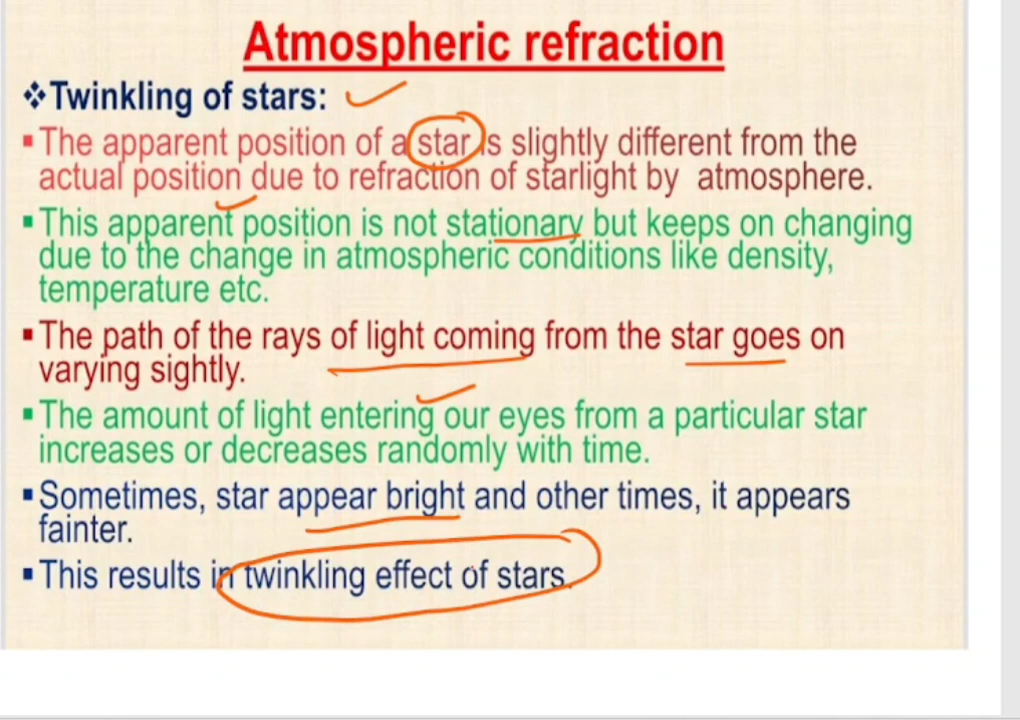 Atmospheric refraction
❖Twinkling of stars:
▪The apparent position of a star is slightly different from the
actual position due to refraction of starlight by atmosphere.
▪This apparent position is not stationary but keeps on changing
due to the change in atmospheric conditions like density,
temperature etc.
▪The path of the rays of light coming from the star goes on
varying sightly.
▪The amount of light entering our eyes from a particular star
increases or decreases randomly with time.
▪Sometimes, star appear bright and other times, it appears
fainter.
▪This results in twinkling effect of stars.